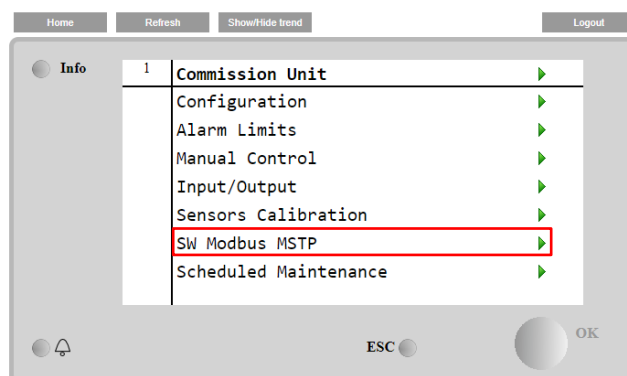 Home Refresh Show/Hide trend Logout
Info 1 Commission Unit
Configuration
Alarm Limits
Manual Control
Input/Output
Sensors Calibration
SW Modbus MSTP
Scheduled Maintenance
ESC OK